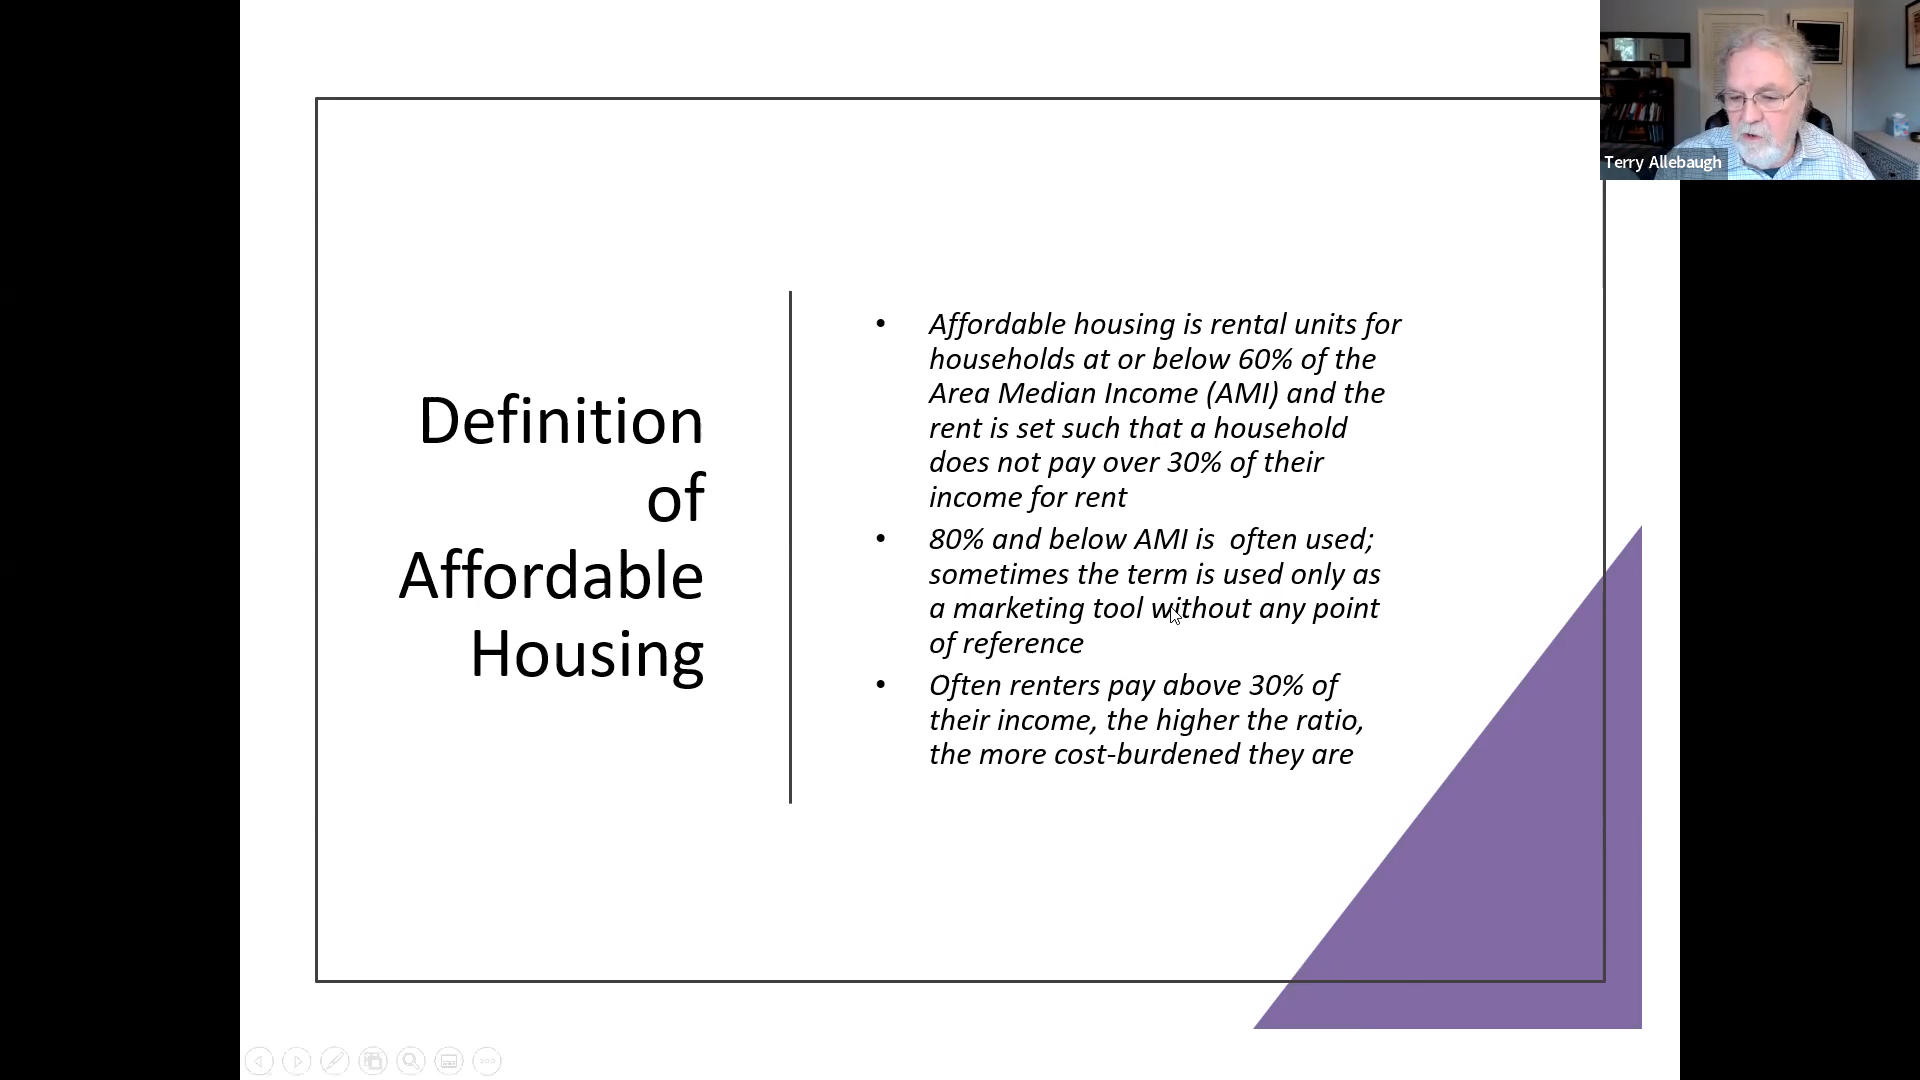 Terry Allebaugh
Definition
of
Affordable
Housing
• Affordable housing is rental units for
households at or below 60% of the
Area Median Income (AMI) and the
rent is set such that a household
does not pay over 30% of their
income for rent
• 80% and below AMI is  often used;
sometimes the term is used only as
a marketing tool without any point
of reference
• Often renters pay above 30% of
their income, the higher the ratio,
the more cost-burdened they are